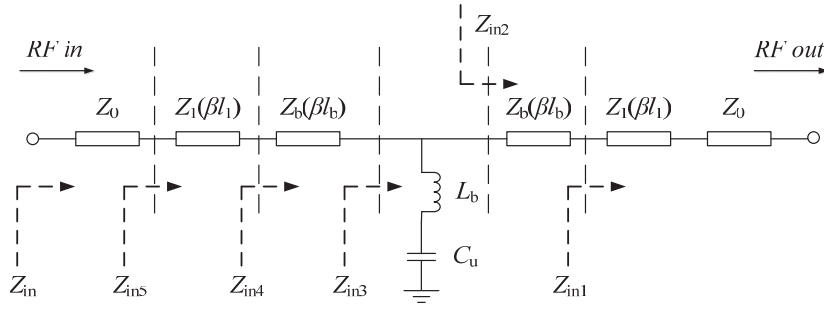 Z_in2
RF in
RF out
Z_0
Z_1(βl_1)
Z_b(βl_b)
Z_b(βl_b)
Z_1(βl_1)
Z_0
L_b
C_u
Z_in
Z_in5
Z_in4
Z_in3
Z_in1